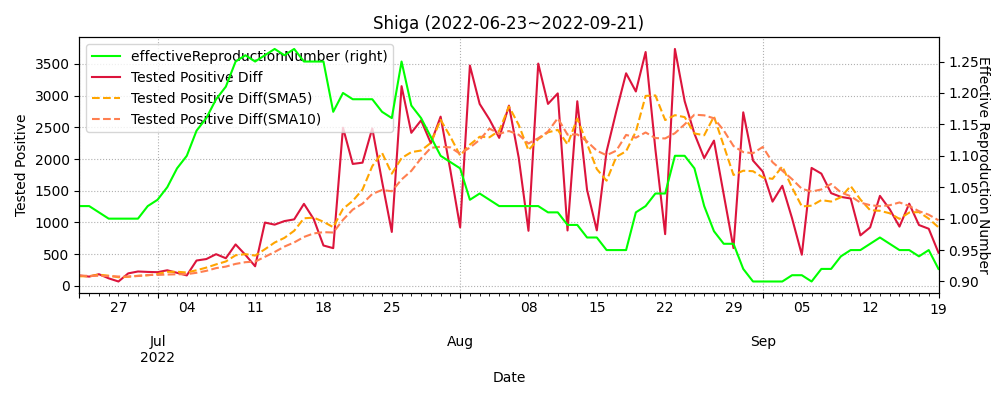 Shiga (2022-06-23~2022-09-21)
effectiveReproductionNumber (right)
Tested Positive Diff
Tested Positive Diff(SMA5)
Tested Positive Diff(SMA10)
Tested Positive
3500
3000
2500
2000
1500
1000
500
0
1.25
1.20
1.15
1.10
1.05
1.00
0.95
0.90
Effective Reproduction Number
27 04 11 18 25 08 15 22 29 05 12 19
Jul Aug Sep
2022
Date